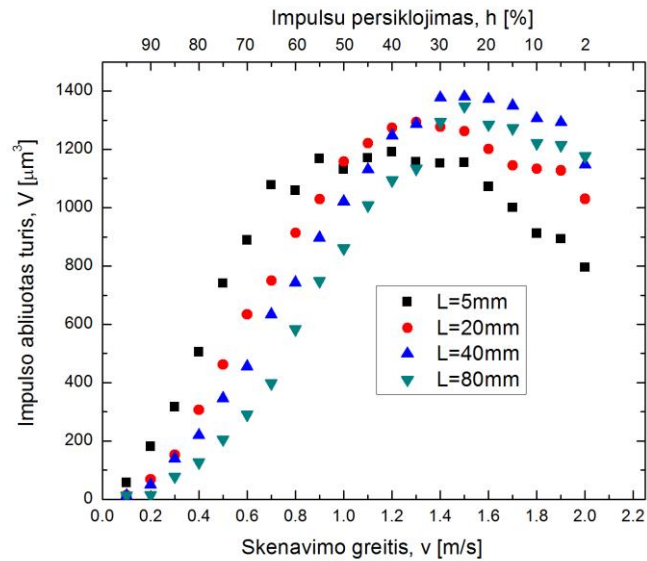 Impulsu persiklojimas, h [%]
90 80 70 60 50 40 30 20 10 2
Impulso abliuotas turis, V [µm³]
1400
1200
1000
800
600
400
200
0
L=5mm
L=20mm
L=40mm
L=80mm
0.0 0.2 0.4 0.6 0.8 1.0 1.2 1.4 1.6 1.8 2.0 2.2
Skenavimo greitis, v [m/s]